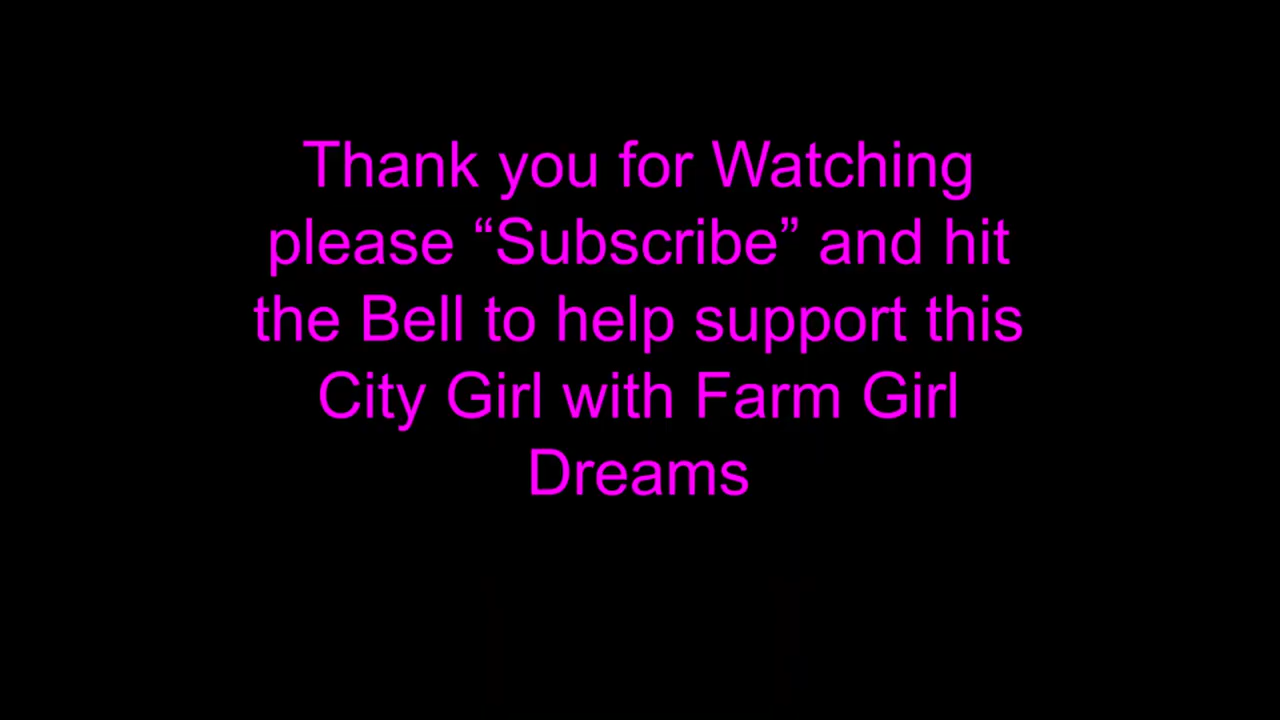 Thank you for Watching
please “Subscribe” and hit
the Bell to help support this
City Girl with Farm Girl
Dreams